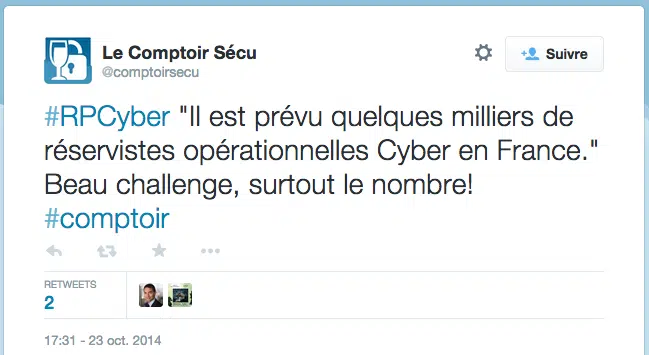 Le Comptoir Sécu
@comptoirsecu
Suivre
#RPCyber "Il est prévu quelques milliers de
réservistes opérationnelles Cyber en France."
Beau challenge, surtout le nombre!
#comptoir
RETWEETS
2
17:31 - 23 oct. 2014